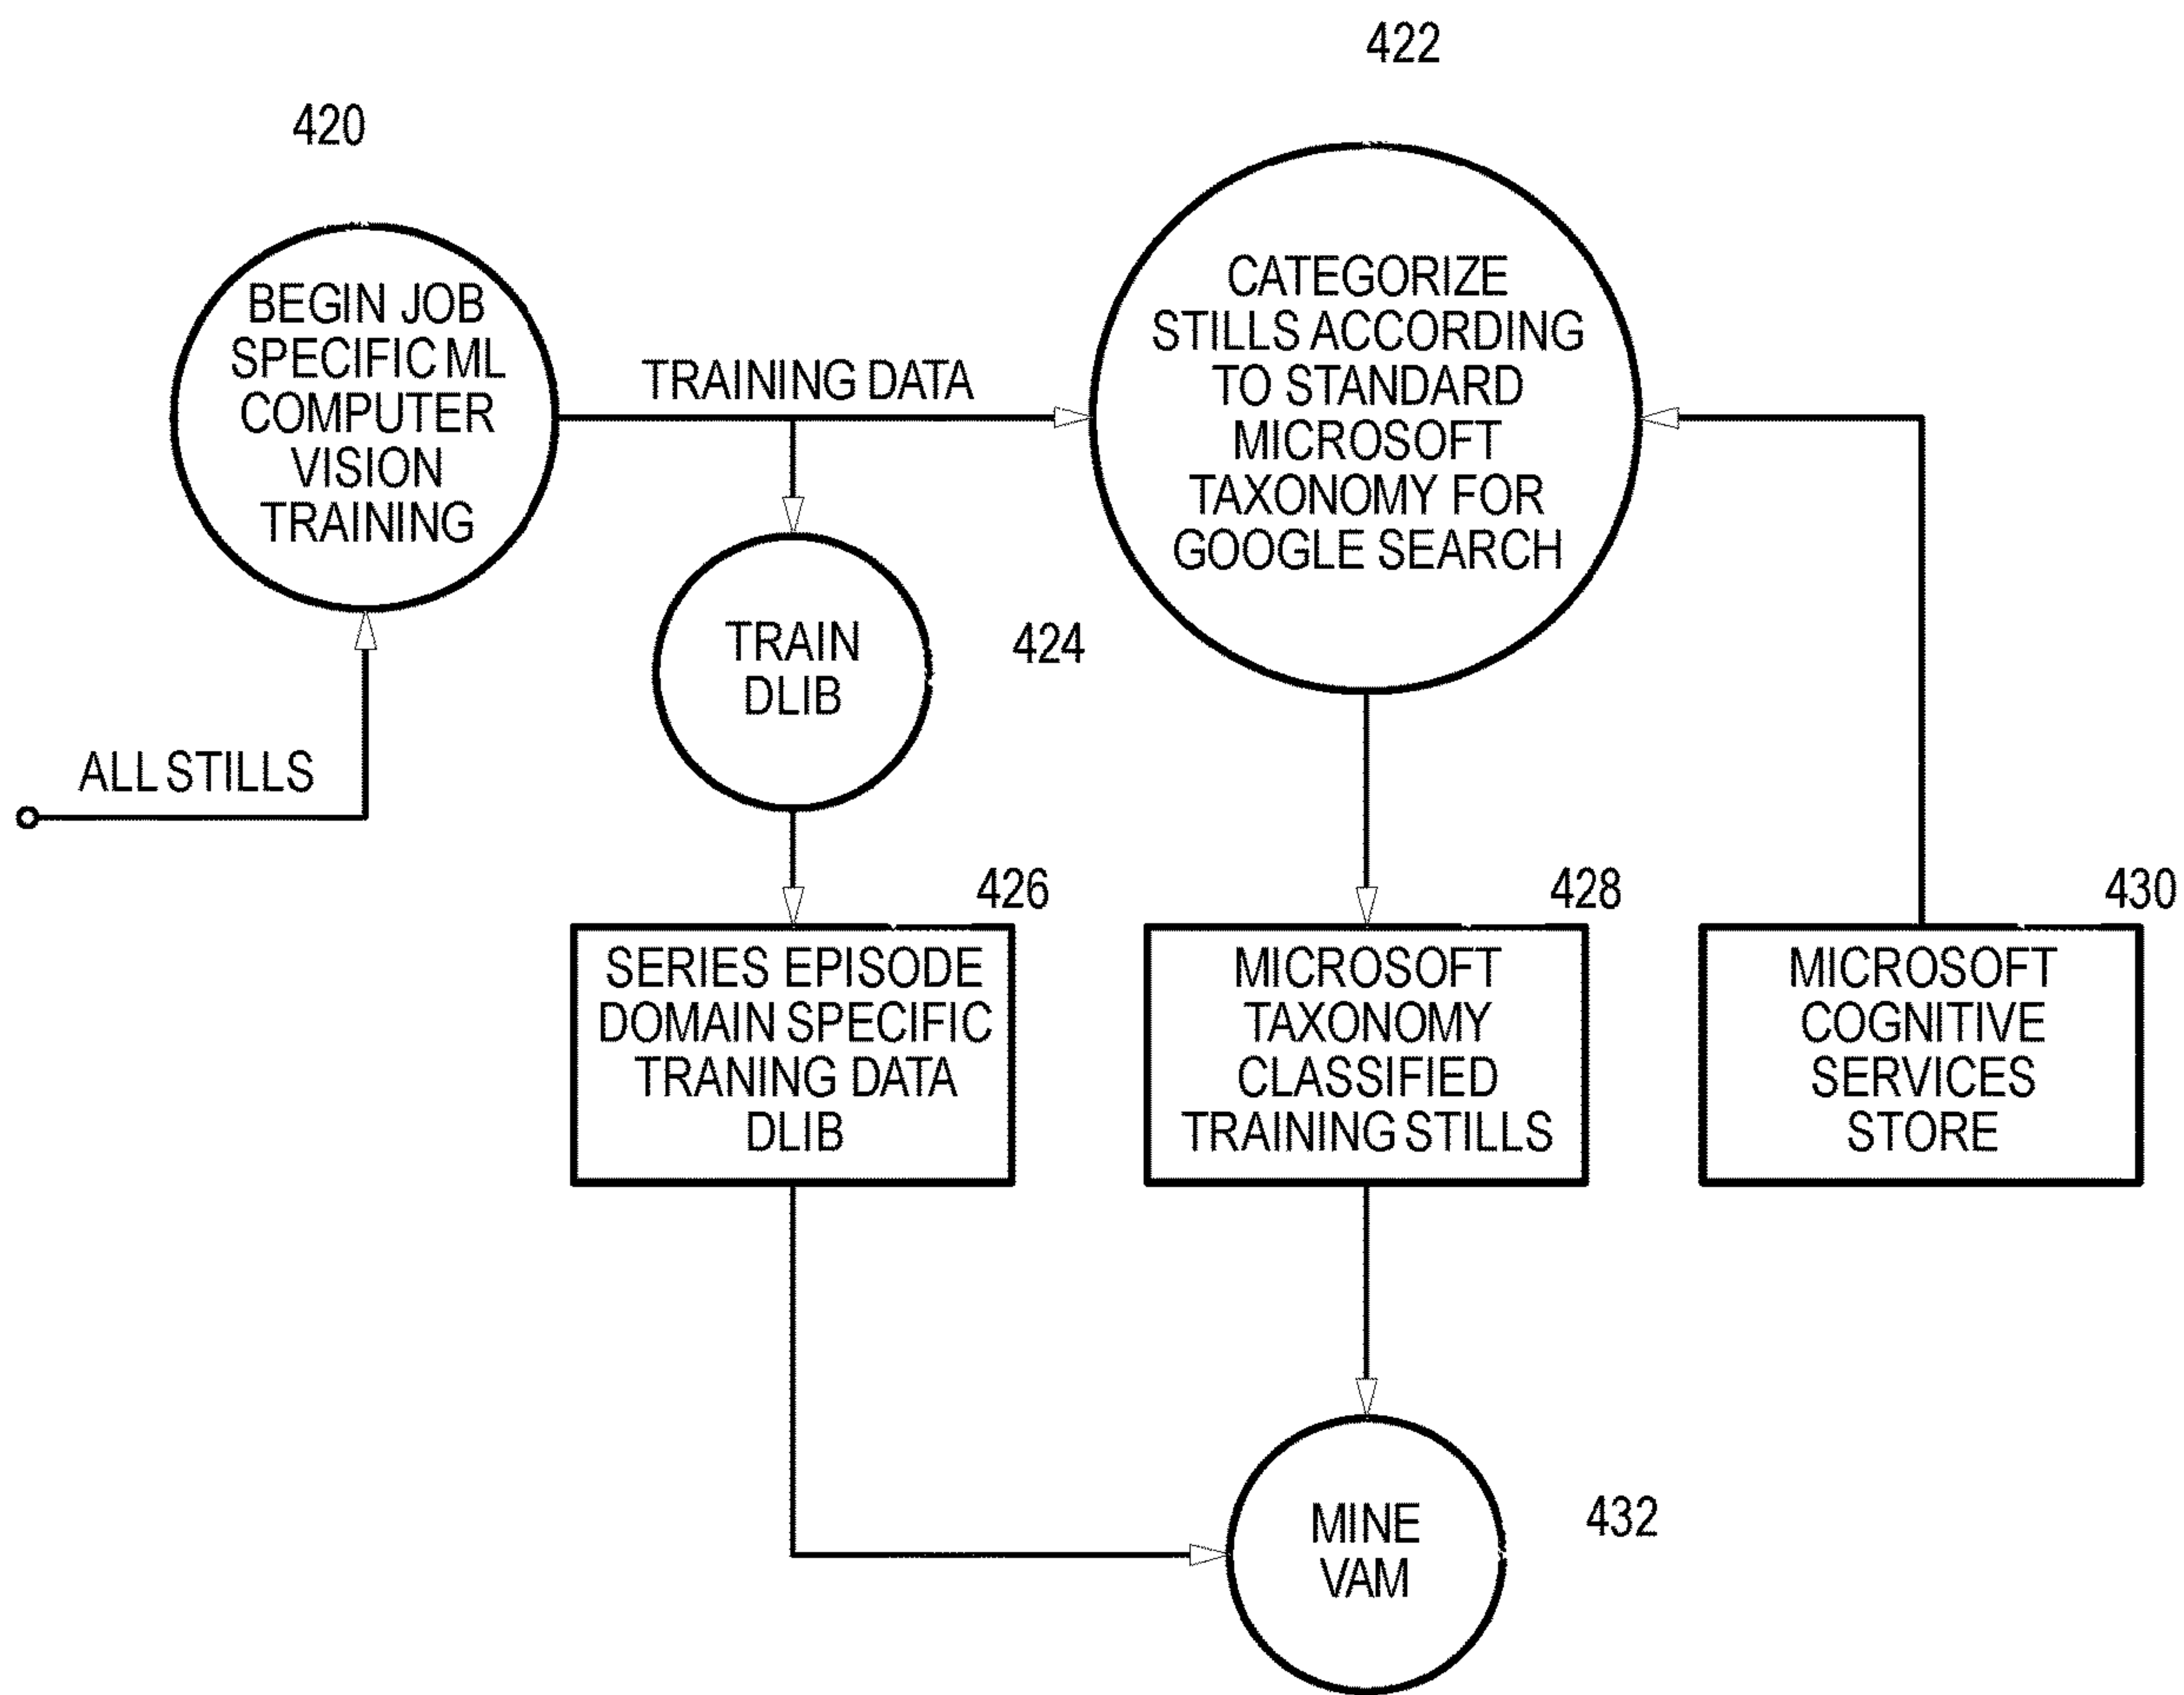 422
420
BEGIN JOB
SPECIFIC ML
COMPUTER
VISION
TRAINING
TRAINING DATA
CATEGORIZE
STILLS ACCORDING
TO STANDARD
MICROSOFT
TAXONOMY FOR
GOOGLE SEARCH
TRAIN
DLIB
424
ALL STILLS
426
SERIES EPISODE
DOMAIN SPECIFIC
TRANING DATA
DLIB
428
MICROSOFT
TAXONOMY
CLASSIFIED
TRAINING STILLS
430
MICROSOFT
COGNITIVE
SERVICES
STORE
MINE
VAM
432